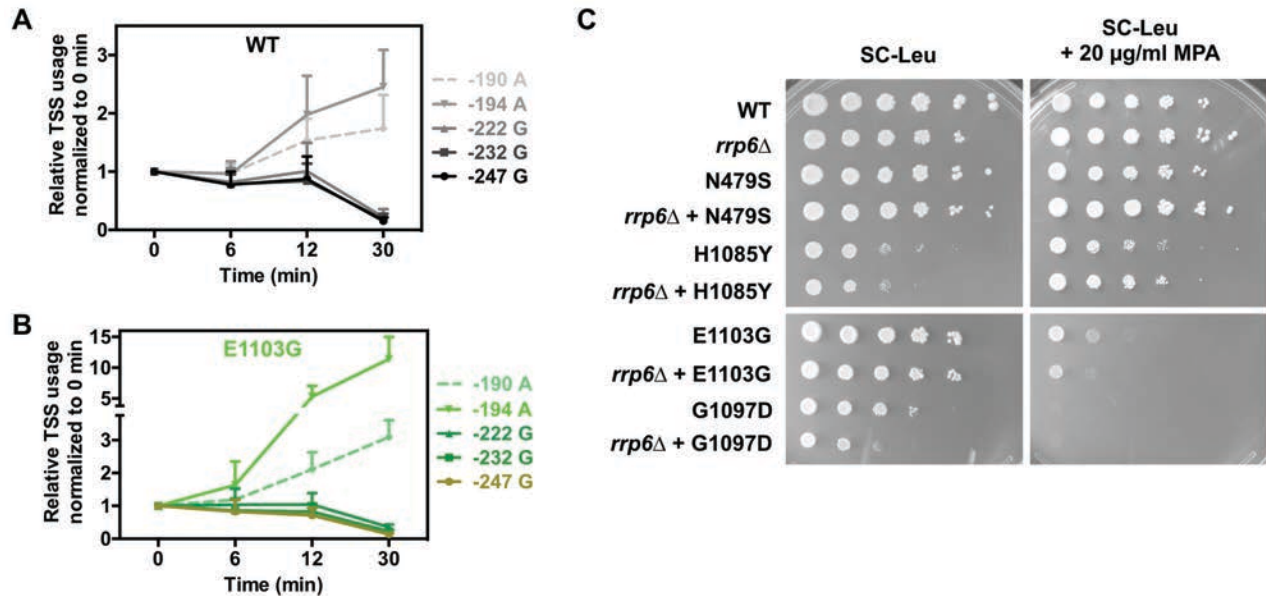 A
WT
Relative TSS usage
normalized to 0 min
3
2
1
0
0
6
12
30
Time (min)
-190 A
-194 A
-222 G
-232 G
-247 G
B
E1103G
Relative TSS usage
normalized to 0 min
15
10
5
3
2
1
0
0
6
12
30
Time (min)
-190 A
-194 A
-222 G
-232 G
-247 G
C
SC-Leu
SC-Leu
+ 20 µg/ml MPA
WT
rrp6Δ
N479S
rrp6Δ + N479S
H1085Y
rrp6Δ + H1085Y
E1103G
rrp6Δ + E1103G
G1097D
rrp6Δ + G1097D